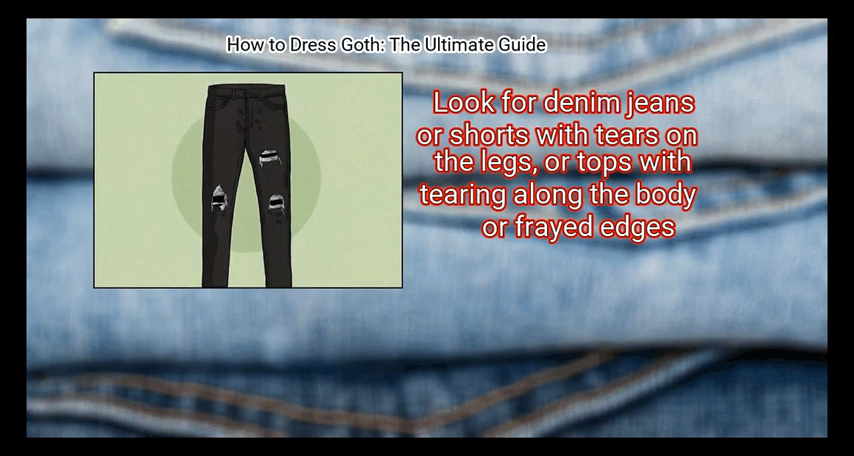 How to Dress Goth: The Ultimate Guide
Look for denim jeans
or shorts with tears on
the legs, or tops with
tearing along the body
or frayed edges